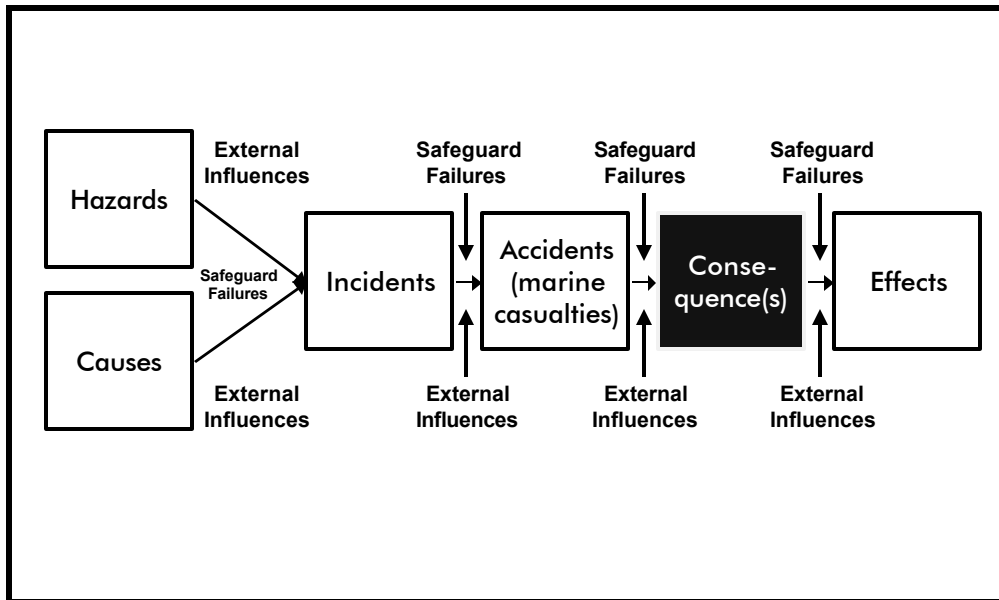 External
Influences
Safeguard
Failures
Safeguard
Failures
Safeguard
Failures
Hazards
Safeguard
Failures
Incidents
Accidents
(marine
casualties)
Conse-
quence(s)
Effects
Causes
External
Influences
External
Influences
External
Influences
External
Influences